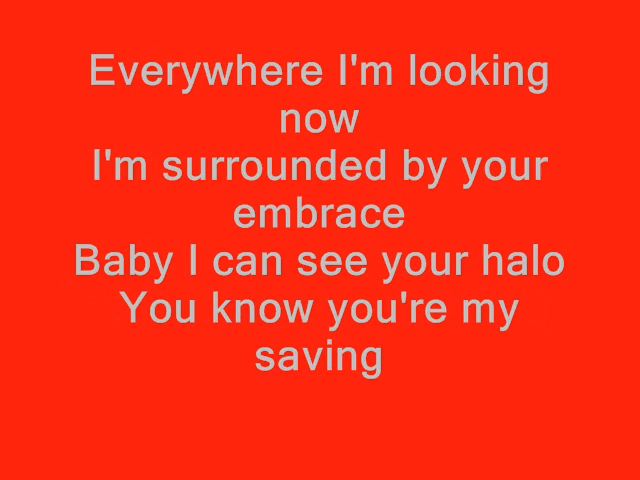 Everywhere I'm looking
now
I'm surrounded by your
embrace
Baby I can see your halo
You know you're my
saving